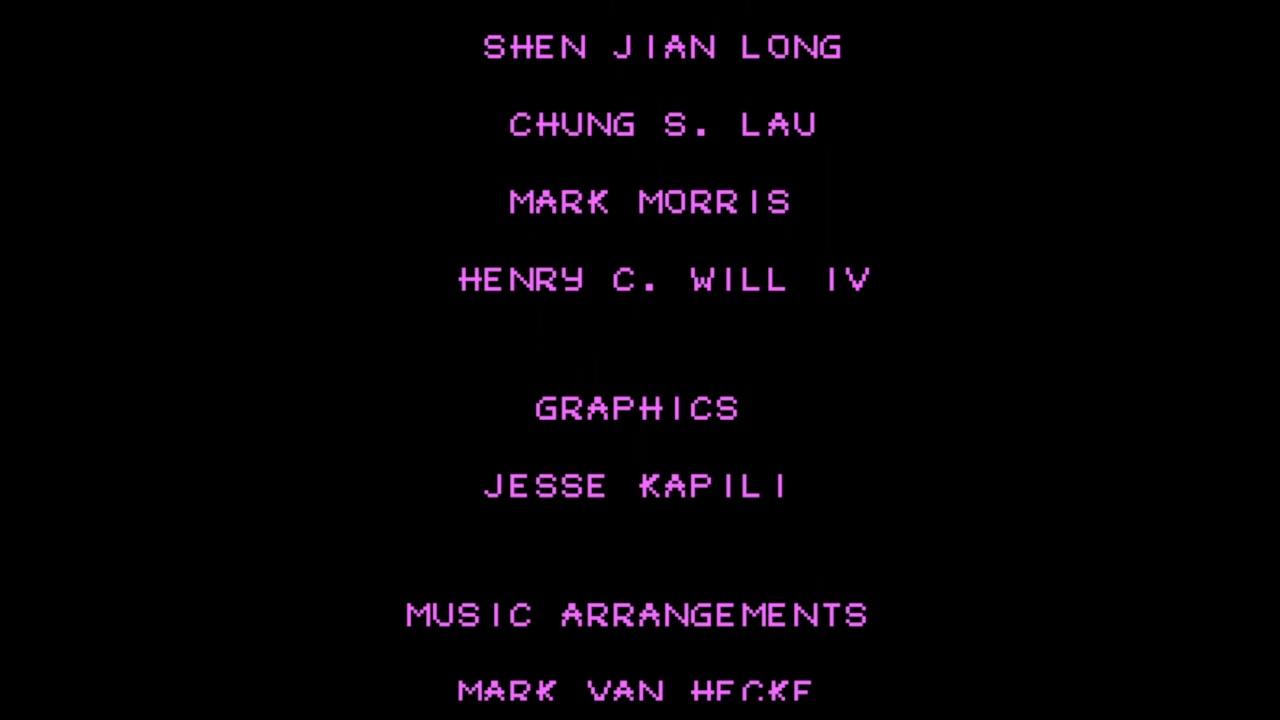 SHEN JIAN LONG
CHUNG S. LAU
MARK MORRIS
HENRY C. WILL IV
GRAPHICS
JESSE KAPILI
MUSIC ARRANGEMENTS
MARK VAN HECKE